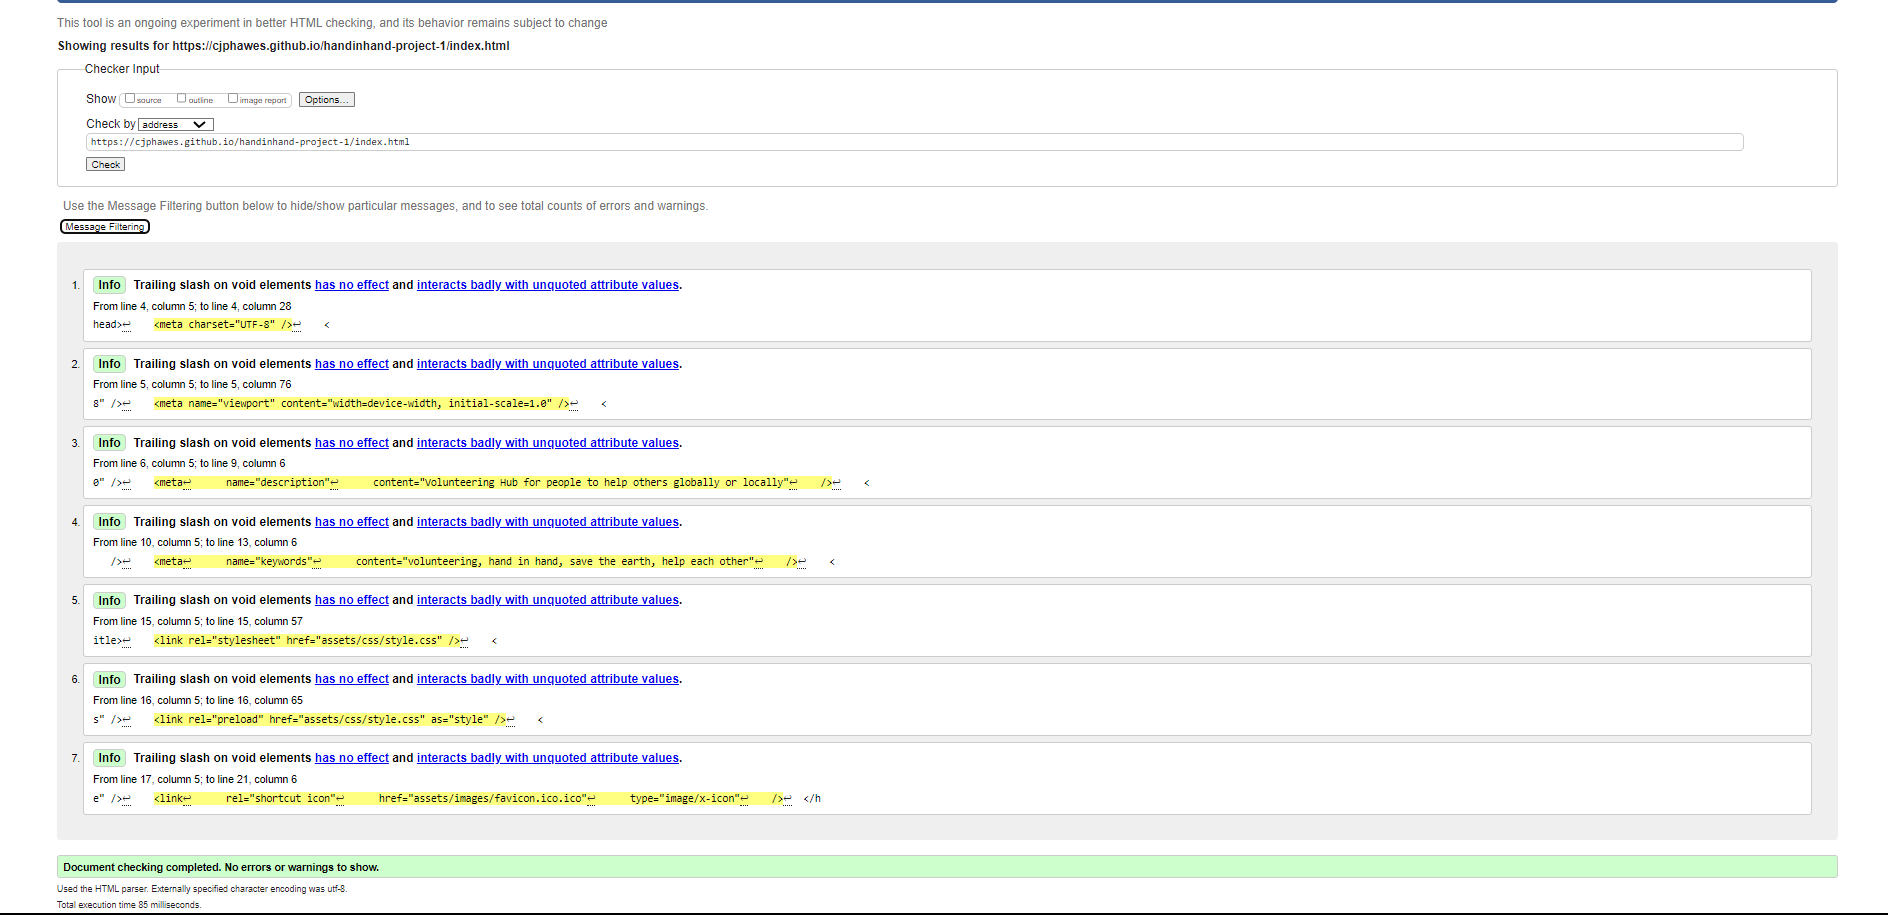 This tool is an ongoing experiment in better HTML checking, and its behavior remains subject to change
Showing results for https://cjphawes.github.io/handinhand-project-1/index.html
Checker Input
Show source outline image report Options...
Check by address
https://cjphawes.github.io/handinhand-project-1/index.html
Check
Use the Message Filtering button below to hide/show particular messages, and to see total counts of errors and warnings.
Message Filtering
1. Info Trailing slash on void elements has no effect and interacts badly with unquoted attribute values.
From line 4, column 5; to line 4, column 28
head>↩ <meta charset="UTF-8" />↩ <
2. Info Trailing slash on void elements has no effect and interacts badly with unquoted attribute values.
From line 5, column 5; to line 5, column 76
8" />↩ <meta name="viewport" content="width=device-width, initial-scale=1.0" />↩ <
3. Info Trailing slash on void elements has no effect and interacts badly with unquoted attribute values.
From line 6, column 5; to line 9, column 6
0" />↩ <meta↩ name="description"↩ content="Volunteering Hub for people to help others globally or locally"↩ />↩ <
4. Info Trailing slash on void elements has no effect and interacts badly with unquoted attribute values.
From line 10, column 5; to line 13, column 6
/>↩ <meta↩ name="keywords"↩ content="volunteering, hand in hand, save the earth, help each other"↩ />↩ <
5. Info Trailing slash on void elements has no effect and interacts badly with unquoted attribute values.
From line 15, column 5; to line 15, column 57
itle>↩ <link rel="stylesheet" href="assets/css/style.css" />↩ <
6. Info Trailing slash on void elements has no effect and interacts badly with unquoted attribute values.
From line 16, column 5; to line 16, column 65
s" />↩ <link rel="preload" href="assets/css/style.css" as="style" />↩ <
7. Info Trailing slash on void elements has no effect and interacts badly with unquoted attribute values.
From line 17, column 5; to line 21, column 6
e" />↩ <link↩ rel="shortcut icon"↩ href="assets/images/favicon.ico.ico"↩ type="image/x-icon"↩ />↩ </h
Document checking completed. No errors or warnings to show.
Used the HTML parser. Externally specified character encoding was utf-8.
Total execution time 85 milliseconds.